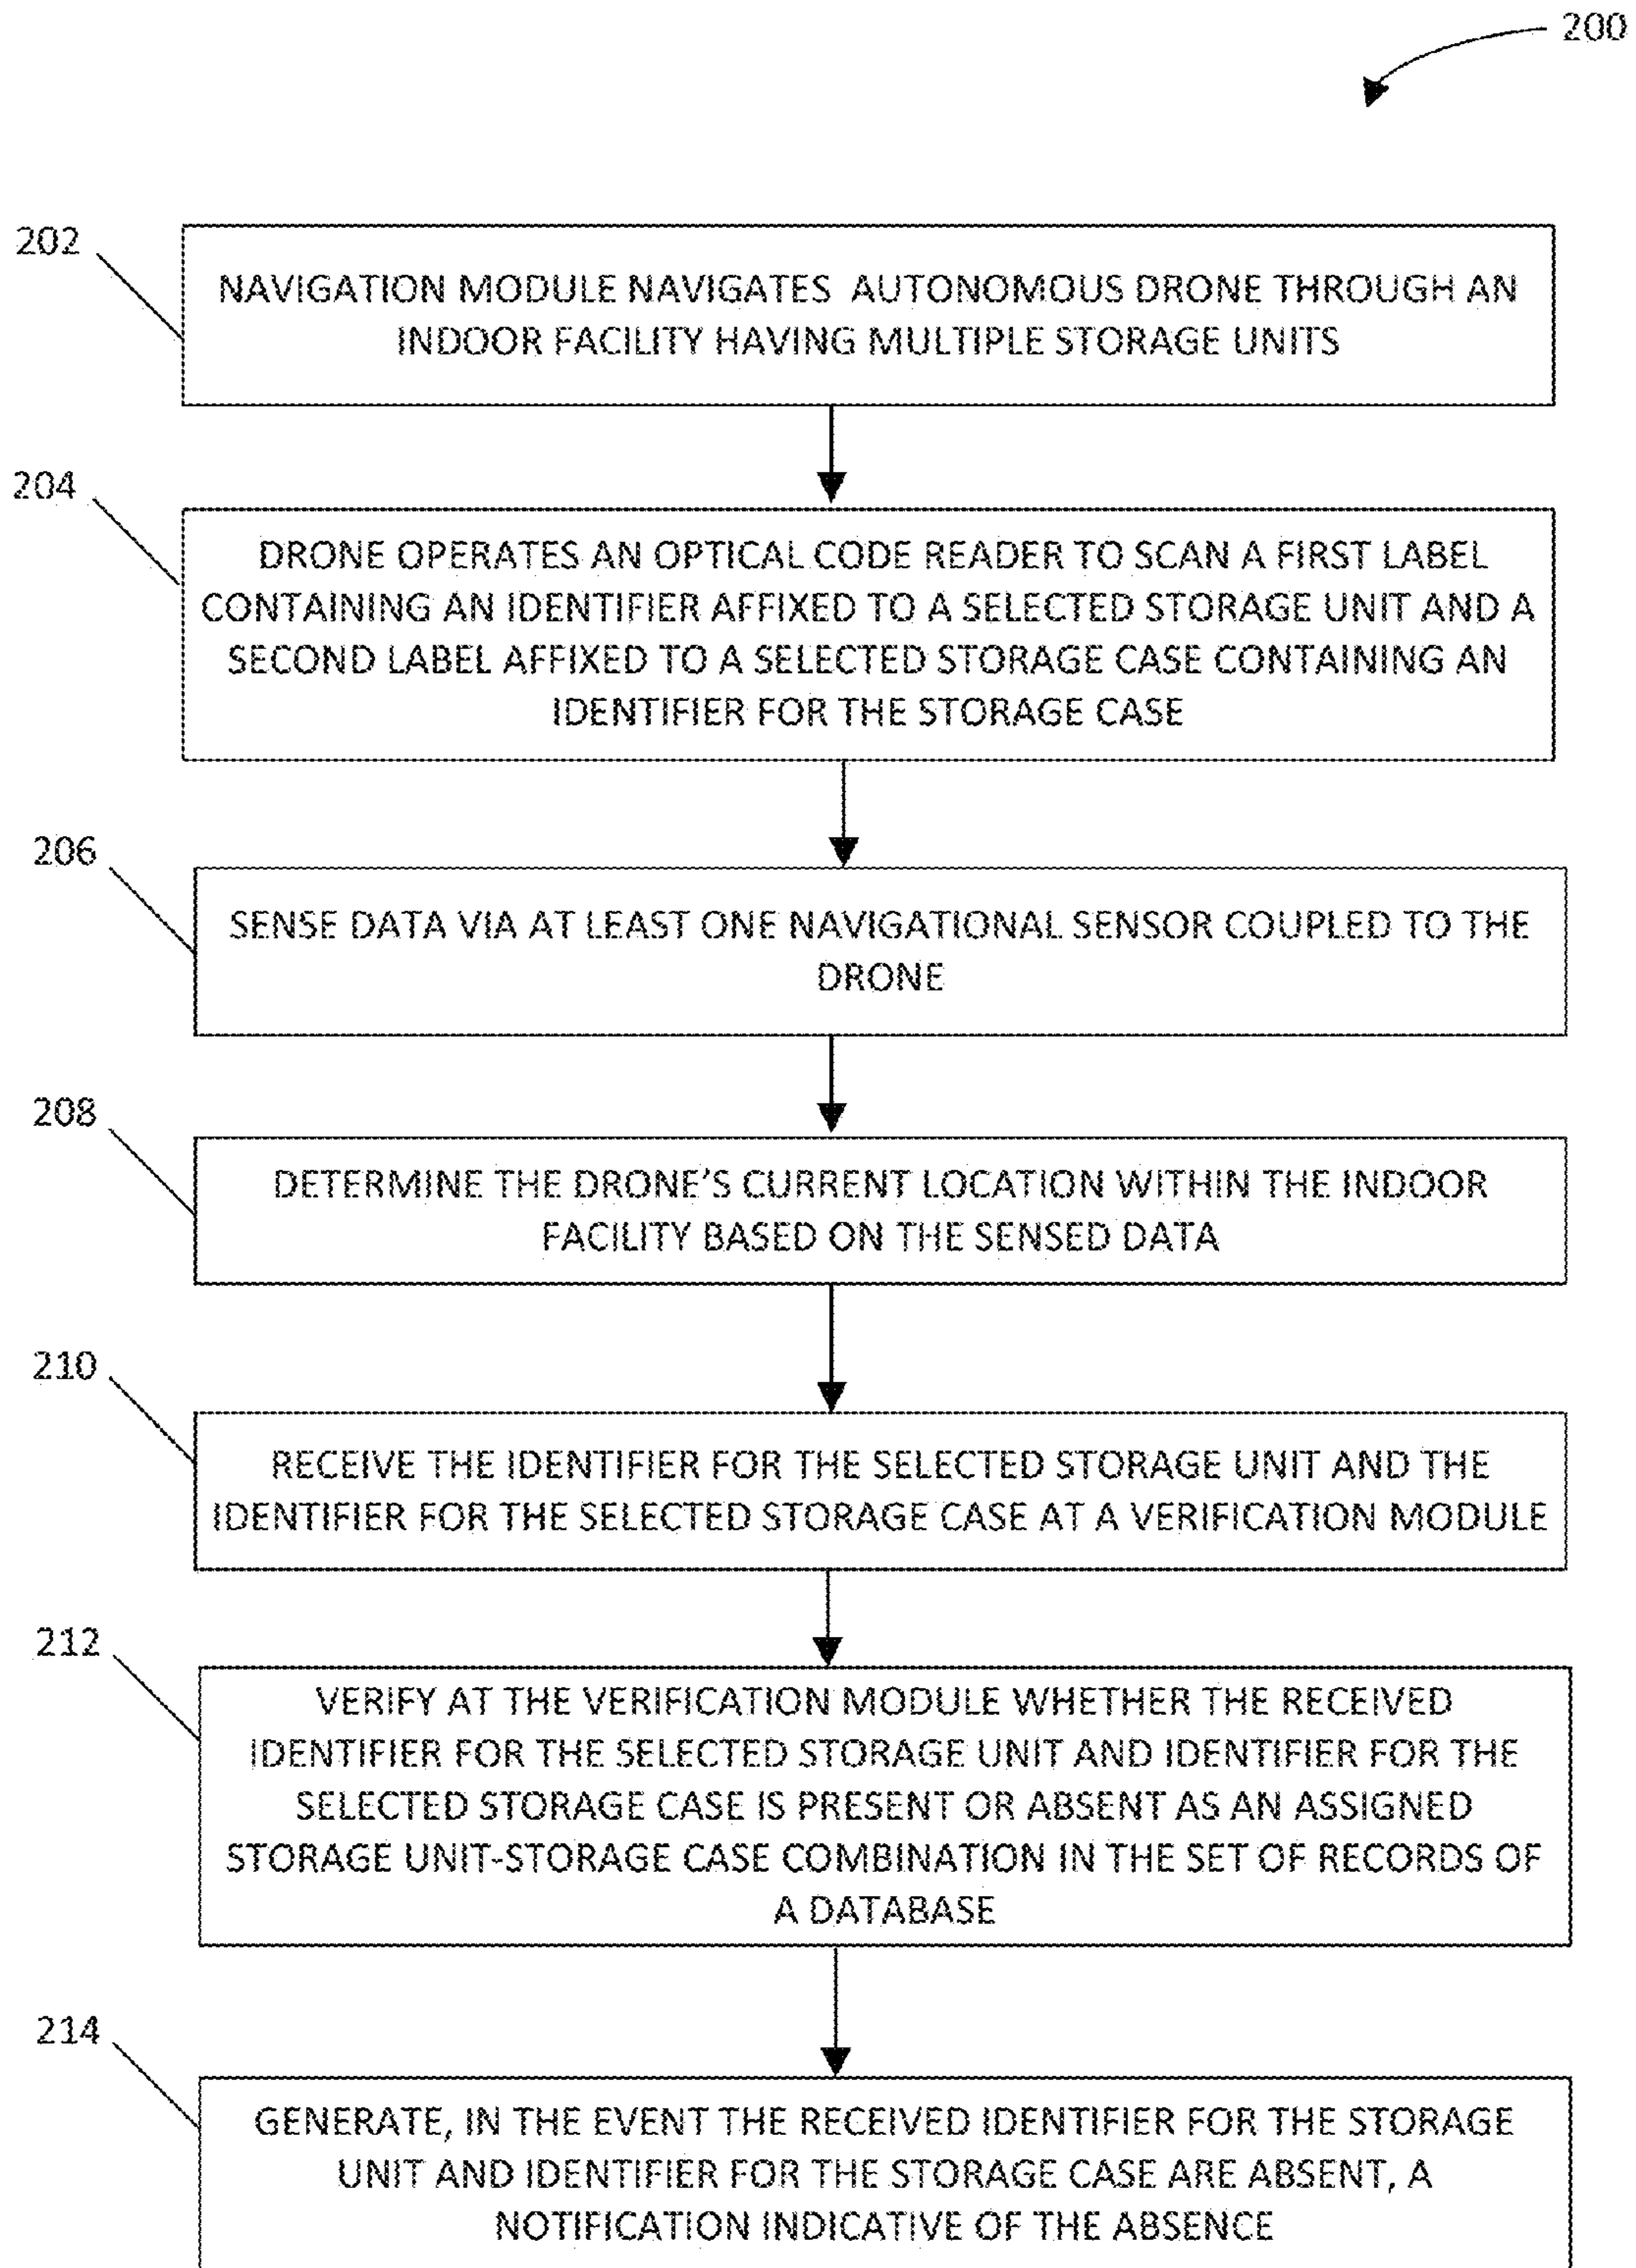 200
202
NAVIGATION MODULE NAVIGATES AUTONOMOUS DRONE THROUGH AN
INDOOR FACILITY HAVING MULTIPLE STORAGE UNITS
204
DRONE OPERATES AN OPTICAL CODE READER TO SCAN A FIRST LABEL
CONTAINING AN IDENTIFIER AFFIXED TO A SELECTED STORAGE UNIT AND A
SECOND LABEL AFFIXED TO A SELECTED STORAGE CASE CONTAINING AN
IDENTIFIER FOR THE STORAGE CASE
206
SENSE DATA VIA AT LEAST ONE NAVIGATIONAL SENSOR COUPLED TO THE
DRONE
208
DETERMINE THE DRONE'S CURRENT LOCATION WITHIN THE INDOOR
FACILITY BASED ON THE SENSED DATA
210
RECEIVE THE IDENTIFIER FOR THE SELECTED STORAGE UNIT AND THE
IDENTIFIER FOR THE SELECTED STORAGE CASE AT A VERIFICATION MODULE
212
VERIFY AT THE VERIFICATION MODULE WHETHER THE RECEIVED
IDENTIFIER FOR THE SELECTED STORAGE UNIT AND IDENTIFIER FOR THE
SELECTED STORAGE CASE IS PRESENT OR ABSENT AS AN ASSIGNED
STORAGE UNIT-STORAGE CASE COMBINATION IN THE SET OF RECORDS OF
A DATABASE
214
GENERATE, IN THE EVENT THE RECEIVED IDENTIFIER FOR THE STORAGE
UNIT AND IDENTIFIER FOR THE STORAGE CASE ARE ABSENT, A
NOTIFICATION INDICATIVE OF THE ABSENCE